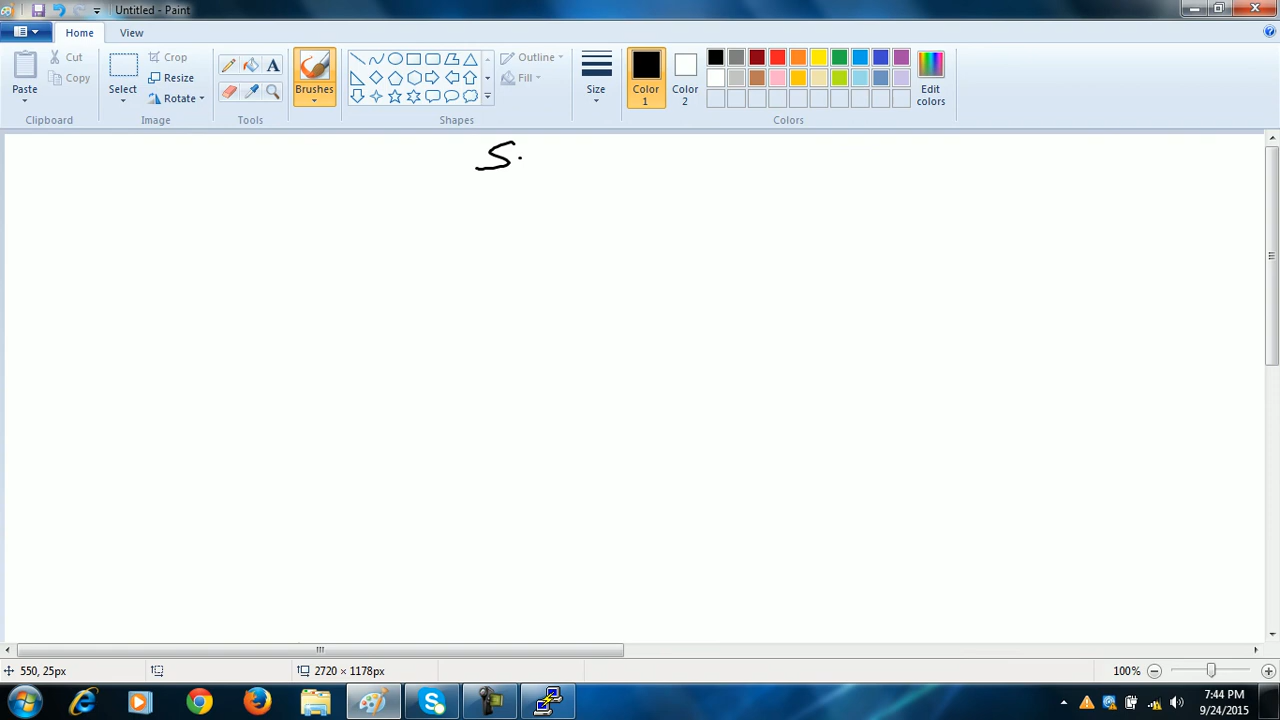 Untitled - Paint
Home View
Paste
Cut
Copy
Clipboard
Select
Crop
Resize
Rotate
Image
Tools
Brushes
Shapes
Outline
Fill
Size
Color 1
Color 2
Edit colors
Colors
S.
550, 25px
2720 × 1178px
100%
7:44 PM
9/24/2015